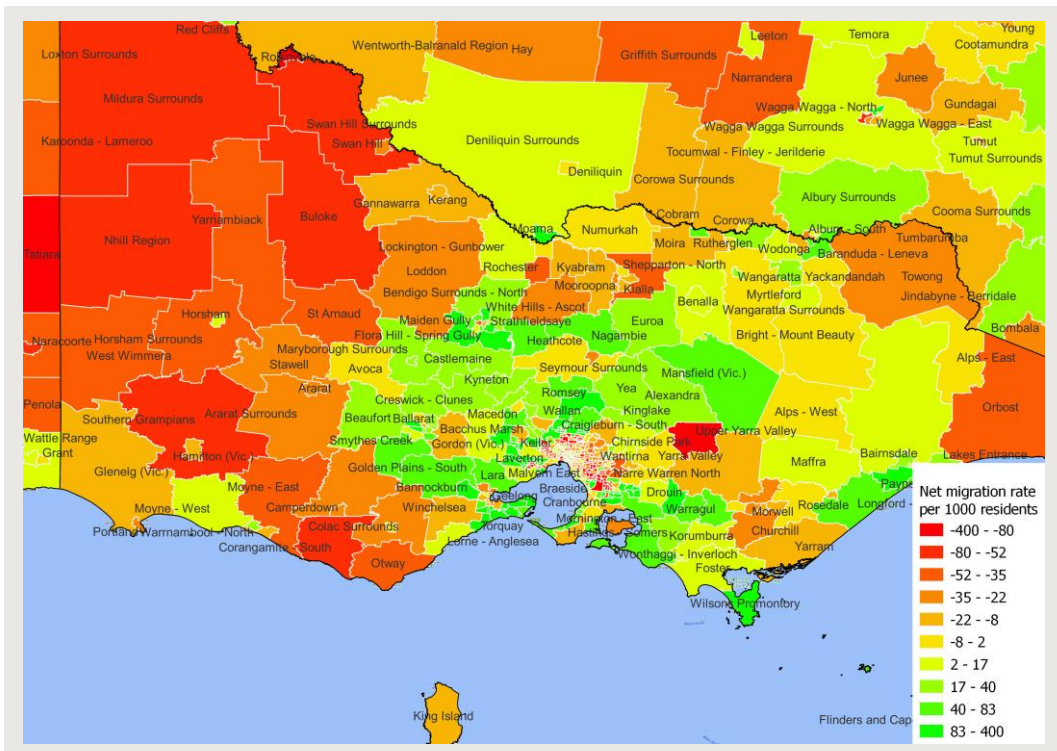 Red Cliffs
Loxton Surrounds
Wentworth-Balranald Region
Hay
Griffith Surrounds
Leeton
Temora
Young
Cootamundra
Narrandera
Junee
Mildura Surrounds
Gundagai
Wagga Wagga - North
Swan Hill Surrounds
Wagga Wagga Surrounds
Wagga Wagga - East
Karoonda - Lameroo
Swan Hill
Deniliquin Surrounds
Tumut
Tocumwal - Finley - Jerilderie
Tumut Surrounds
Deniliquin
Corowa Surrounds
Kerang
Albury Surrounds
Gannawarra
Yarriambiack
Buloke
Cobram
Corowa
Cooma Surrounds
Moama
Numurkah
Albury - South
Nhill Region
Lockington - Gunbower
Moira
Rutherglen
Wodonga
Tumbarumba
Tatiara
Baranduda - Leneva
Loddon
Rochester
Kyabram
Shepparton - North
Towong
Mooroopna
Kialla
Wangaratta
Yackandandah
Bendigo Surrounds - North
Myrtleford
Jindabyne - Berridale
Horsham
St Arnaud
White Hills - Ascot
Benalla
Wangaratta Surrounds
Maiden Gully
Strathfieldsaye
Euroa
Bombala
Naracoorte
Horsham Surrounds
Flora Hill - Spring Gully
Heathcote
Nagambie
Bright - Mount Beauty
West Wimmera
Maryborough Surrounds
Stawell
Castlemaine
Alps - East
Avoca
Seymour Surrounds
Mansfield (Vic.)
Ararat
Kyneton
Yea
Penola
Creswick - Clunes
Romsey
Alexandra
Orbost
Southern Grampians
Ararat Surrounds
Beaufort
Ballarat
Macedon
Wallan
Kinglake
Alps - West
Wattle Range
Smythes Creek
Bacchus Marsh
Craigieburn - South
Upper Yarra Valley
Grant
Gordon (Vic.)
Keilor
Chirnside Park
Hamilton (Vic.)
Laverton
Wantirna
Yarra Valley
Bairnsdale
Lakes Entrance
Glenelg (Vic.)
Golden Plains - South
Lara
Malvern East
Narre Warren North
Maffra
Moyne - East
Bannockburn
Braeside
Drouin
Moyne - West
Camperdown
Winchelsea
Geelong
Cranbourne
Warragul
Morwell
Rosedale
Longford -
Colac Surrounds
Torquay
Churchill
Corangamite - South
Somers
Korumburra
Otway
Lorne - Anglesea
Wonthaggi - Inverloch
Yarram
Foster
Wilsons Promontory
King Island
Flinders and Cap
Net migration rate
per 1000 residents
-400 - -80
-80 - -52
-52 - -35
-35 - -22
-22 - -8
-8 - 2
2 - 17
17 - 40
40 - 83
83 - 400